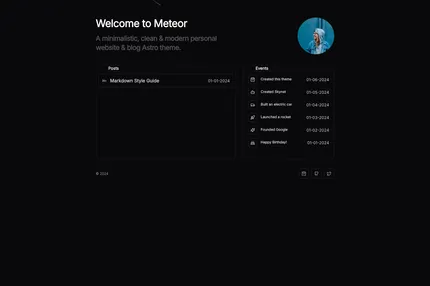 Welcome to Meteor
A minimalistic, clean & modern personal
website & blog Astro theme.
Posts
Markdown Style Guide 01-01-2024
Events
Created this theme 01-06-2024
Created Skynet 01-05-2024
Built an electric car 01-04-2024
Launched a rocket 01-03-2024
Founded Google 01-02-2024
Happy Birthday! 01-01-2024
© 2024